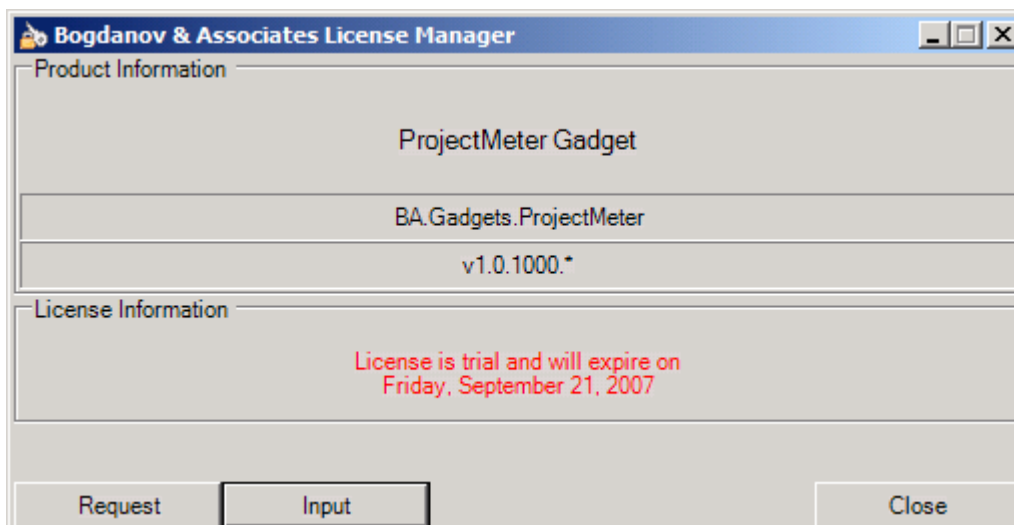 Bogdanov & Associates License Manager
Product Information
ProjectMeter Gadget
BA.Gadgets.ProjectMeter
v1.0.1000.*
License Information
License is trial and will expire on
Friday, September 21, 2007
Request Input Close